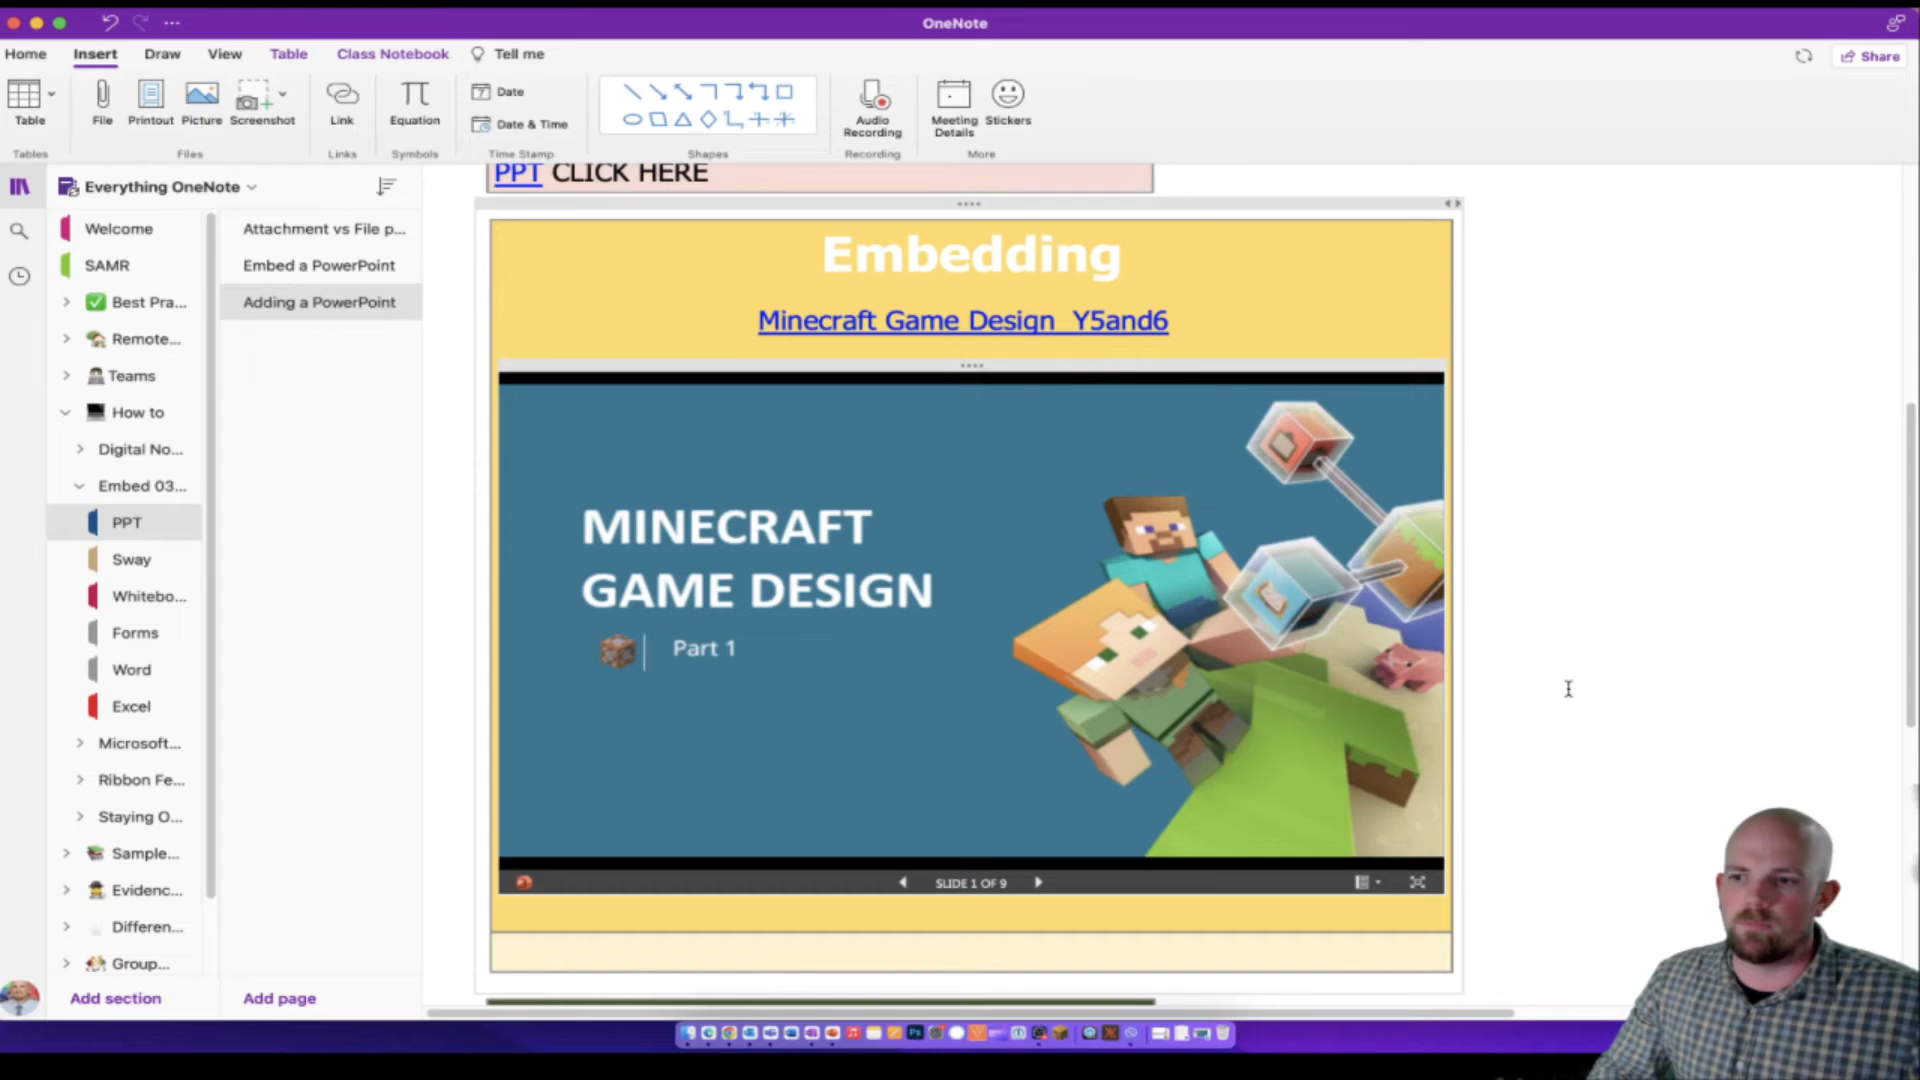 OneNote
Home Insert Draw View Table Class Notebook Tell me
Share
Table File Printout Picture Screenshot Link Equation Date Audio Recording Meeting Details Stickers
Date & Time
Tables Files Links Symbols Time Stamp Shapes Recording More
Everything OneNote
Welcome
SAMR
Best Pra...
Remote...
Teams
How to
Digital No...
Embed 03...
PPT
Sway
Whitebo...
Forms
Word
Excel
Microsoft...
Ribbon Fe...
Staying O...
Sample...
Evidenc...
Differen...
Group...
Add section
Attachment vs File p...
Embed a PowerPoint
Adding a PowerPoint
Add page
PPT CLICK HERE
Embedding
Minecraft Game Design Y5and6
MINECRAFT
GAME DESIGN
Part 1
SLIDE 1 OF 9
Ps